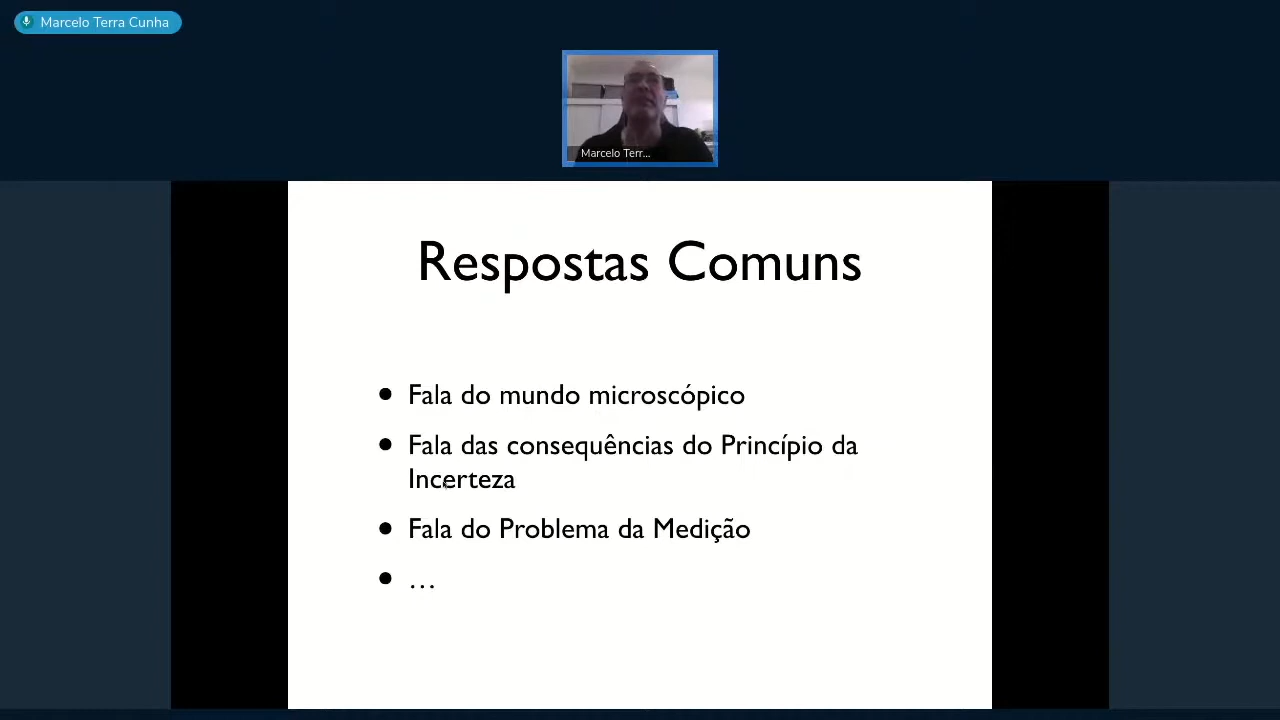 Marcelo Terra Cunha
Marcelo Terr...
Respostas Comuns
• Fala do mundo microscópico
• Fala das consequências do Princípio da
Incerteza
• Fala do Problema da Medição
• ...